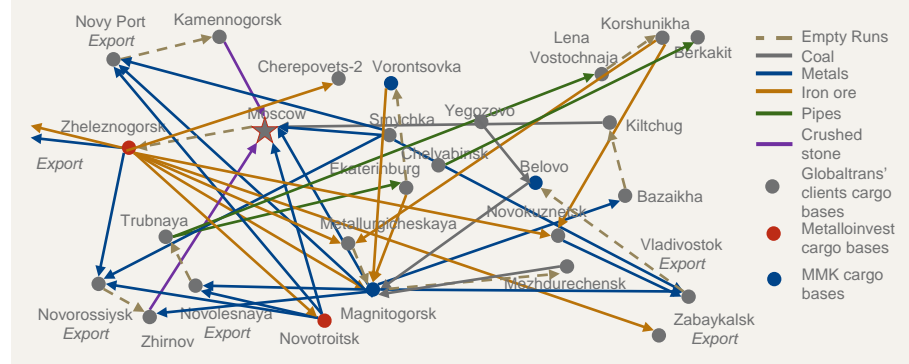 Novy Port
Export
Kamennogorsk
Cherepovets-2
Vorontsovka
Lena
Vostochnaja
Korshunikha
Berkakit
Zheleznogorsk
Export
Moscow
Smychka
Yegozovo
Kiltchug
Chelyabinsk
Ekaterinburg
Belovo
Bazaikha
Trubnaya
Metallurgicheskaya
Novokuznetsk
Vladivostok
Export
Mezhdurechensk
Novorossiysk
Export
Zhirnov
Novolesnaya
Export
Novotroitsk
Magnitogorsk
Zabaykalsk
Export
Empty Runs
Coal
Metals
Iron ore
Pipes
Crushed
stone
Globaltrans'
clients cargo
bases
Metalloinvest
cargo bases
MMK cargo
bases